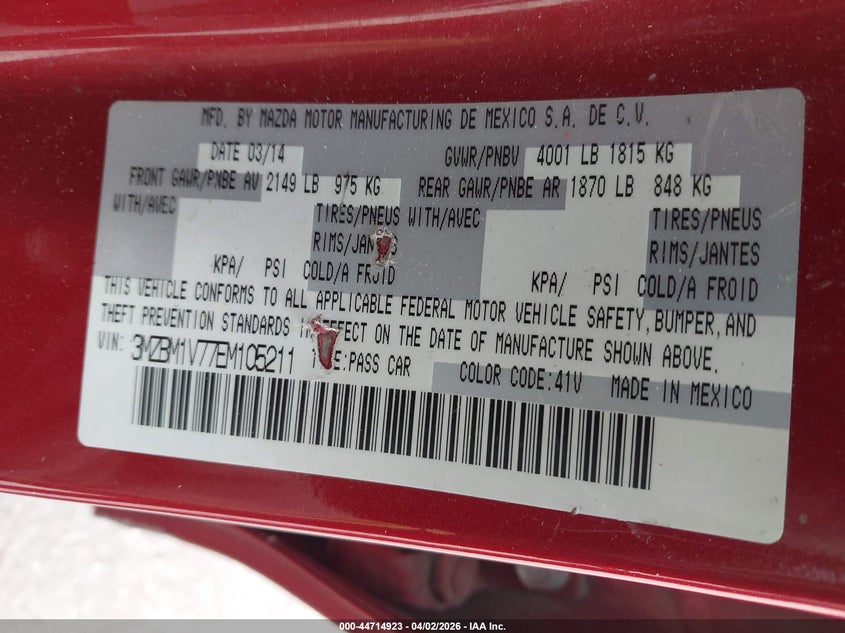 MFD. BY MAZDA MOTOR MANUFACTURING DE MEXICO S.A. DE C.V.
DATE 03/14 GVWR/PNBV 4001 LB 1815 KG
FRONT GAWR/PNBE AV 2149 LB 975 KG REAR GAWR/PNBE AR 1870 LB 848 KG
WITH/AVEC TIRES/PNEUS WITH/AVEC TIRES/PNEUS
RIMS/JANTES RIMS/JANTES
KPA/ PSI COLD/A FROID KPA/ PSI COLD/A FROID
THIS VEHICLE CONFORMS TO ALL APPLICABLE FEDERAL MOTOR VEHICLE SAFETY, BUMPER, AND
THEFT PREVENTION STANDARDS IN EFFECT ON THE DATE OF MANUFACTURE SHOWN ABOVE.
VIN: 3MZBM1V77EM105211 TYPE:PASS CAR COLOR CODE:41V MADE IN MEXICO
000-44714923 | 04/02/2026 - IAA Inc.